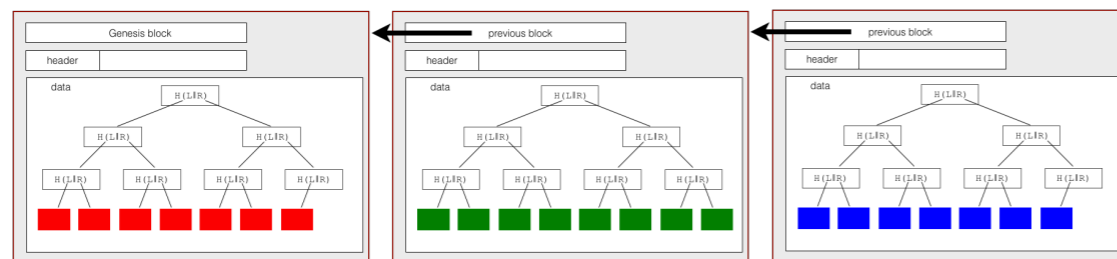 Genesis block
header
data
H(L‖R)
H(L‖R) H(L‖R)
H(L‖R) H(L‖R) H(L‖R) H(L‖R)
previous block
header
data
H(L‖R)
H(L‖R) H(L‖R)
H(L‖R) H(L‖R) H(L‖R) H(L‖R)
previous block
header
data
H(L‖R)
H(L‖R) H(L‖R)
H(L‖R) H(L‖R) H(L‖R) H(L‖R)